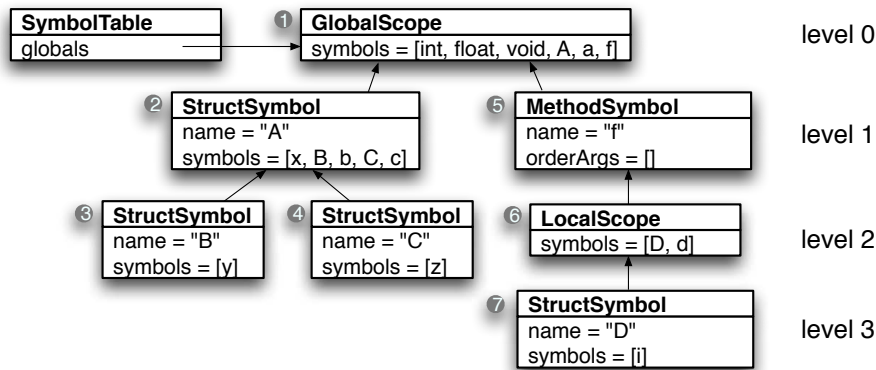 SymbolTable
globals
1 GlobalScope
symbols = [int, float, void, A, a, f]
level 0
2 StructSymbol
name = "A"
symbols = [x, B, b, C, c]
5 MethodSymbol
name = "f"
orderArgs = []
level 1
3 StructSymbol
name = "B"
symbols = [y]
4 StructSymbol
name = "C"
symbols = [z]
6 LocalScope
symbols = [D, d]
level 2
7 StructSymbol
name = "D"
symbols = [i]
level 3